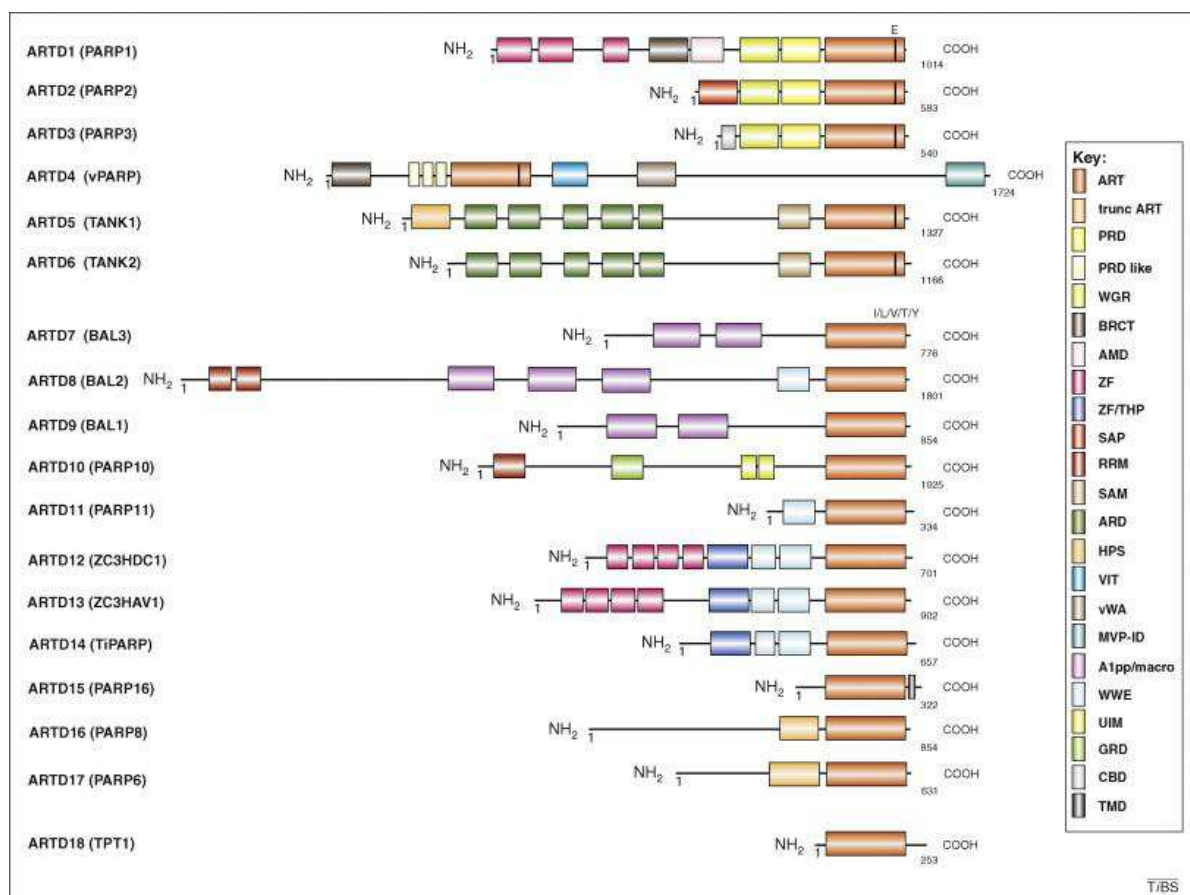 E
ARTD1 (PARP1) NH2 1 1014 COOH
ARTD2 (PARP2) NH2 1 583 COOH
ARTD3 (PARP3) NH2 1 540 COOH
ARTD4 (vPARP) NH2 1 1724 COOH
ARTD5 (TANK1) NH2 1 1327 COOH
ARTD6 (TANK2) NH2 1 1166 COOH
I/L/V/T/Y
ARTD7 (BAL3) NH2 1 776 COOH
ARTD8 (BAL2) NH2 1 1801 COOH
ARTD9 (BAL1) NH2 1 854 COOH
ARTD10 (PARP10) NH2 1 1025 COOH
ARTD11 (PARP11) NH2 1 334 COOH
ARTD12 (ZC3HDC1) NH2 1 701 COOH
ARTD13 (ZC3HAV1) NH2 1 902 COOH
ARTD14 (TiPARP) NH2 1 657 COOH
ARTD15 (PARP16) NH2 1 322 COOH
ARTD16 (PARP8) NH2 1 854 COOH
ARTD17 (PARP6) NH2 1 631 COOH
ARTD18 (TPT1) NH2 1 253 COOH
Key:
ART
trunc ART
PRD
PRD like
WGR
BRCT
AMD
ZF
ZF/THP
SAP
RRM
SAM
ARD
HPS
VIT
vWA
MVP-ID
A1pp/macro
WWE
UIM
GRD
CBD
TMD
TiBS